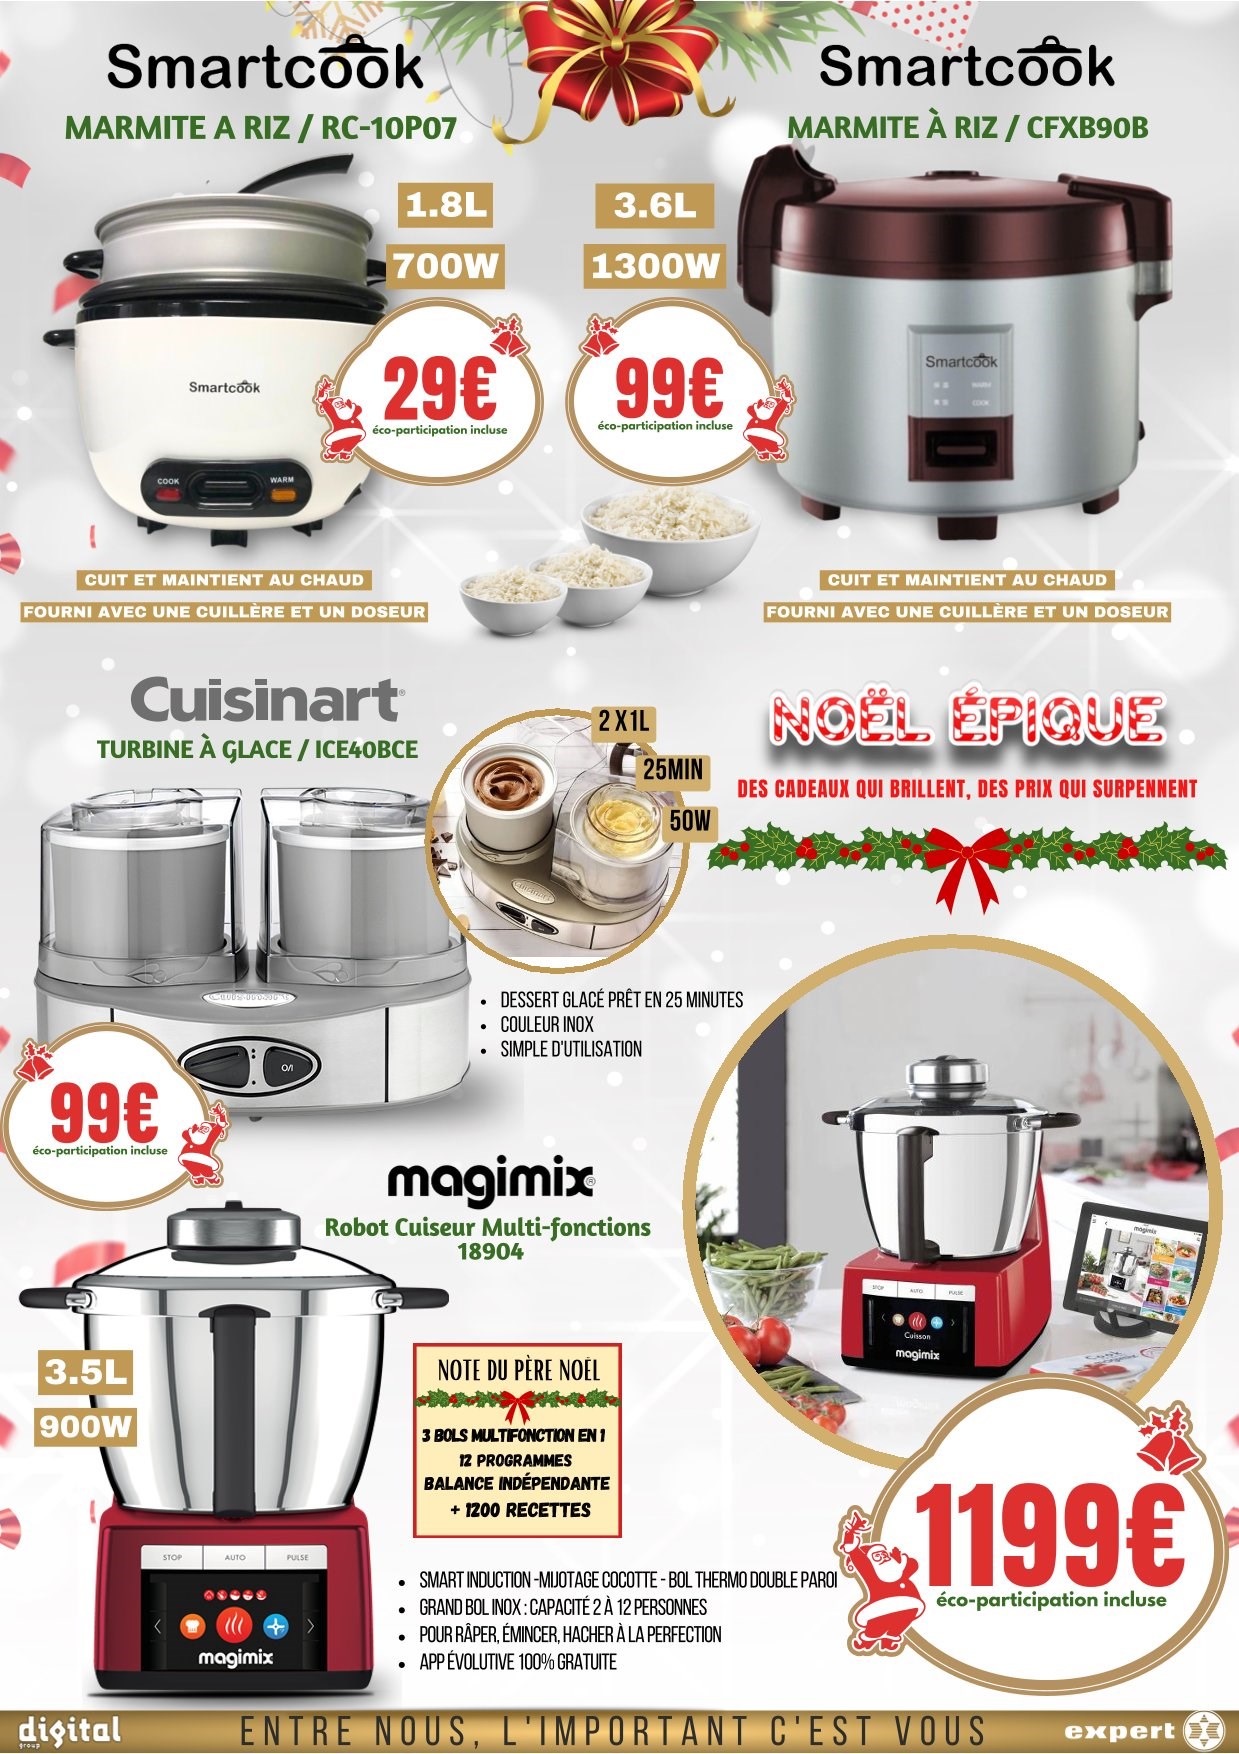 Smartcook
MARMITE A RIZ / RC-10P07
1.8L
700W
29€
éco-participation incluse
Smartcook
COOK
WARM
CUIT ET MAINTIENT AU CHAUD
FOURNI AVEC UNE CUILLÈRE ET UN DOSEUR
Smartcook
MARMITE À RIZ / CFXB90B
3.6L
1300W
99€
éco-participation incluse
Smartcook
WARM
COOK
CUIT ET MAINTIENT AU CHAUD
FOURNI AVEC UNE CUILLÈRE ET UN DOSEUR
Cuisinart
TURBINE À GLACE / ICE40BCE
2 X 1L
25MIN
50W
Cuisinart
O/I
99€
éco-participation incluse
• DESSERT GLACÉ PRÊT EN 25 MINUTES
• COULEUR INOX
• SIMPLE D'UTILISATION
NOËL ÉPIQUE
DES CADEAUX QUI BRILLENT, DES PRIX QUI SURPENNENT
magimix®
Robot Cuiseur Multi-fonctions
18904
3.5L
900W
STOP AUTO PULSE
magimix
NOTE DU PÈRE NOËL
3 BOLS MULTIFONCTION EN 1
12 PROGRAMMES
BALANCE INDÉPENDANTE
+ 1200 RECETTES
STOP AUTO PULSE
Cuisson
magimix
magimix
1199€
éco-participation incluse
• SMART INDUCTION -MIJOTAGE COCOTTE - BOL THERMO DOUBLE PAROI
• GRAND BOL INOX : CAPACITÉ 2 À 12 PERSONNES
• POUR RÂPER, ÉMINCER, HACHER À LA PERFECTION
• APP ÉVOLUTIVE 100% GRATUITE
digital
group
ENTRE NOUS, L'IMPORTANT C'EST VOUS
expert